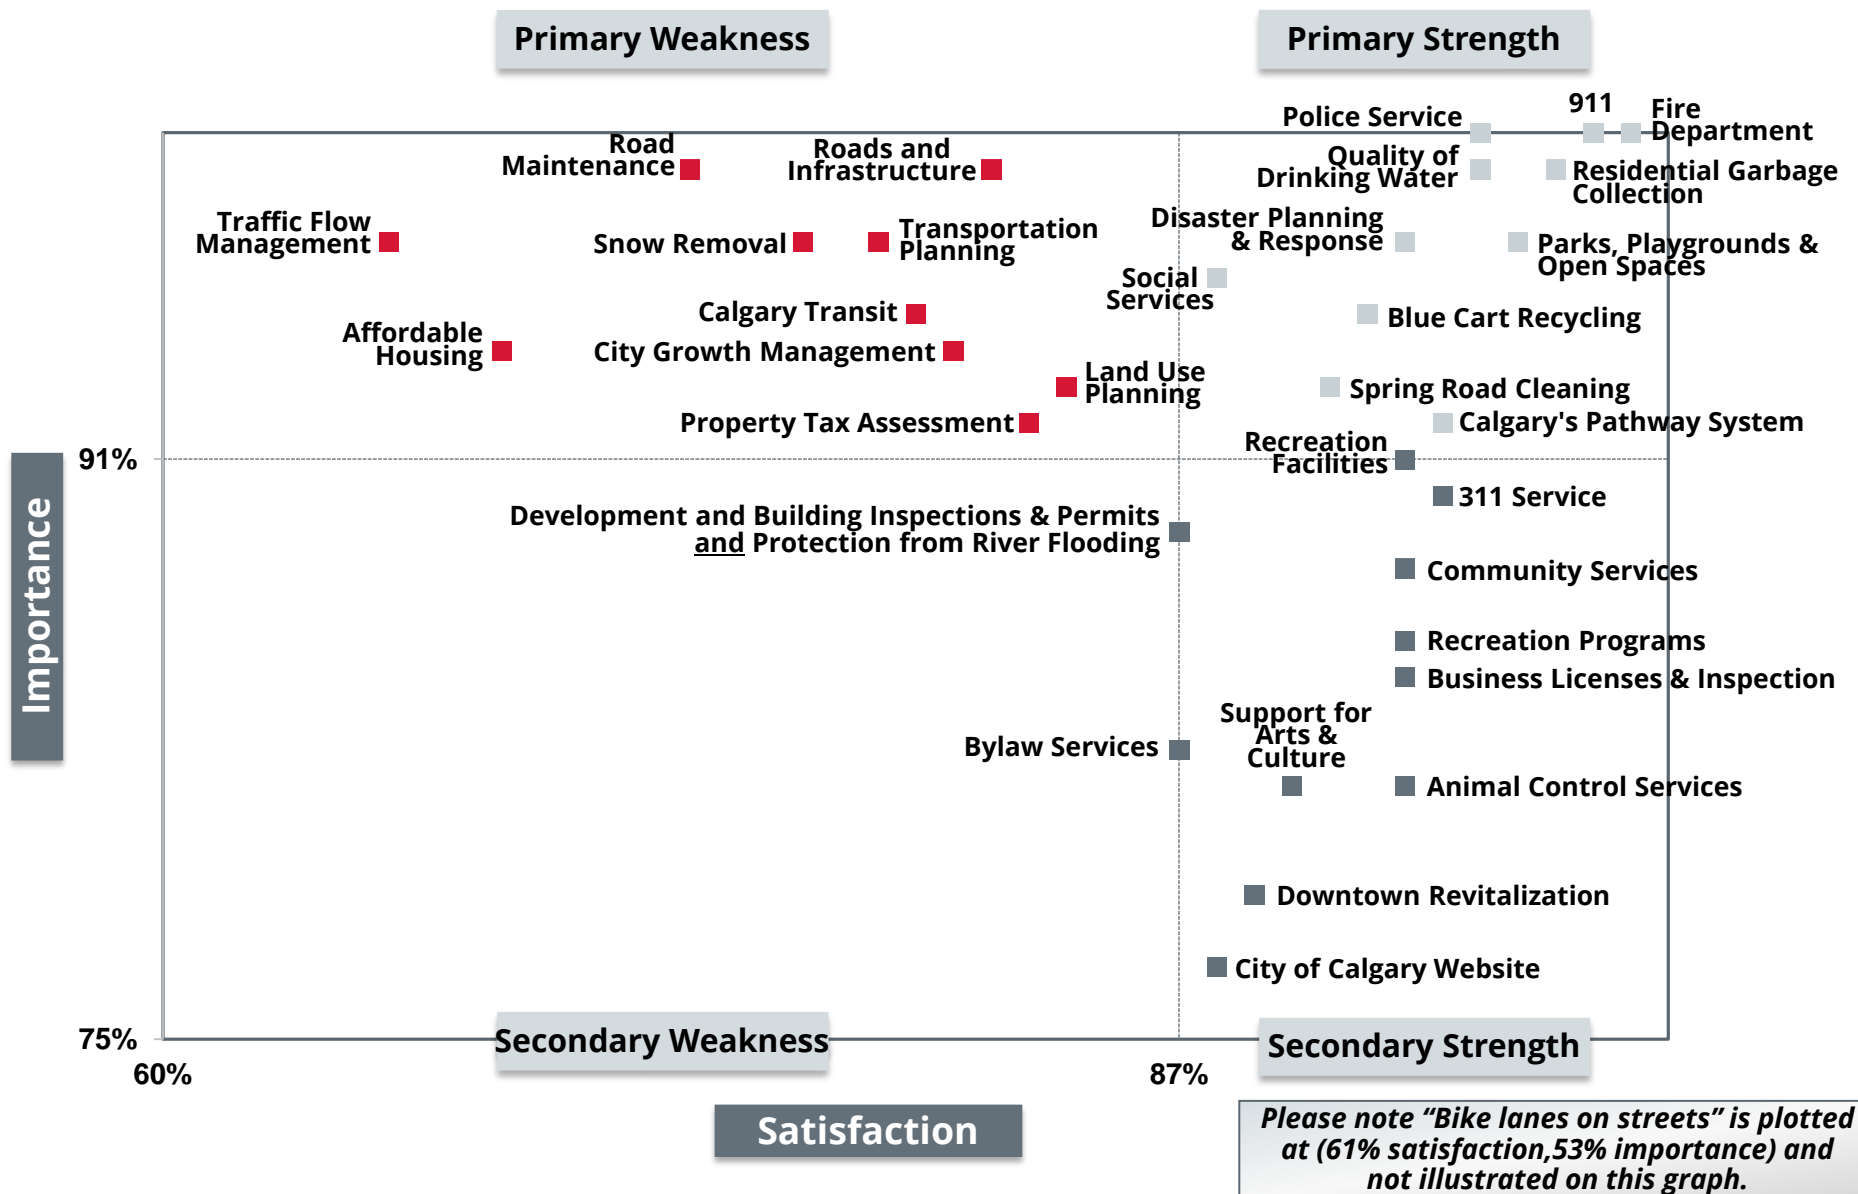 Primary Weakness
Primary Strength
911
Fire
Department
Police Service
Road
Maintenance
Roads and
Infrastructure
Quality of
Drinking Water
Residential Garbage
Collection
Traffic Flow
Management
Snow Removal
Transportation
Planning
Disaster Planning
& Response
Parks, Playgrounds &
Open Spaces
Social
Services
Calgary Transit
Blue Cart Recycling
Affordable
Housing
City Growth Management
Land Use
Planning
Spring Road Cleaning
Property Tax Assessment
Calgary's Pathway System
Recreation
Facilities
91%
311 Service
Development and Building Inspections & Permits
and Protection from River Flooding
Community Services
Importance
Recreation Programs
Business Licenses & Inspection
Support for
Arts &
Culture
Bylaw Services
Animal Control Services
Downtown Revitalization
City of Calgary Website
75%
Secondary Weakness
Secondary Strength
60%
87%
Satisfaction
Please note “Bike lanes on streets” is plotted
at (61% satisfaction,53% importance) and
not illustrated on this graph.